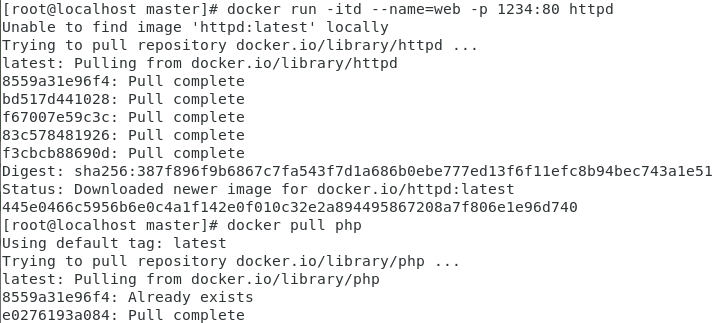 [root@localhost master]# docker run -itd --name=web -p 1234:80 httpd
Unable to find image 'httpd:latest' locally
Trying to pull repository docker.io/library/httpd ...
latest: Pulling from docker.io/library/httpd
8559a31e96f4: Pull complete
bd517d441028: Pull complete
f67007e59c3c: Pull complete
83c578481926: Pull complete
f3cbcb88690d: Pull complete
Digest: sha256:387f896f9b6867c7fa543f7d1a686b0ebe777ed13f6f11efc8b94bec743a1e51
Status: Downloaded newer image for docker.io/httpd:latest
445e0466c5956b6e0c4a1f142e0f010c32e2a894495867208a7f806e1e96d740
[root@localhost master]# docker pull php
Using default tag: latest
Trying to pull repository docker.io/library/php ...
latest: Pulling from docker.io/library/php
8559a31e96f4: Already exists
e0276193a084: Pull complete